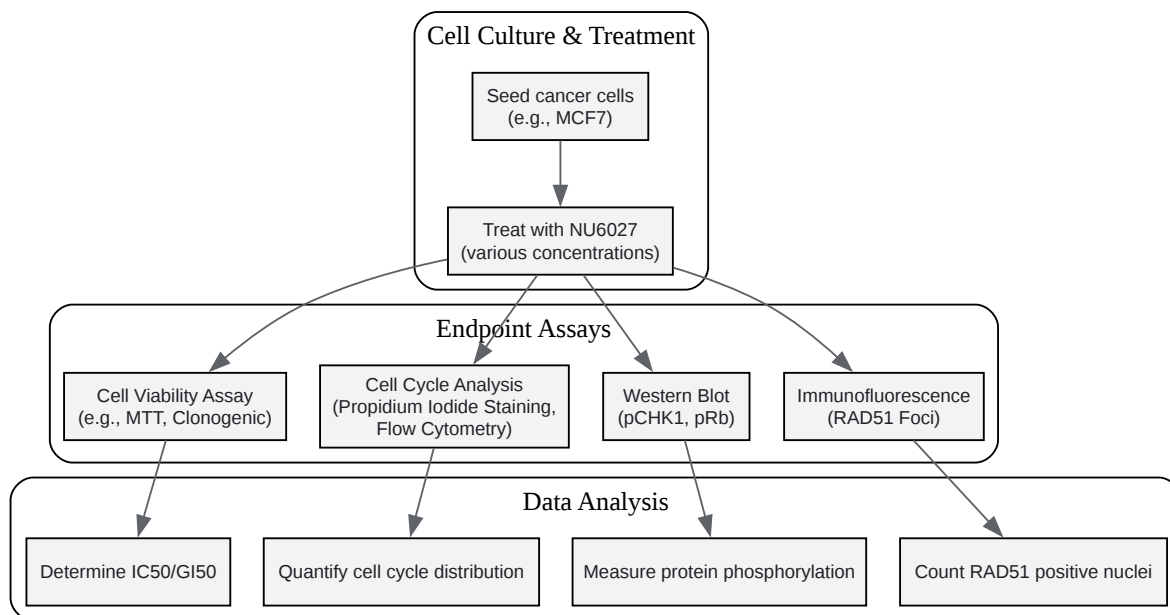 Cell Culture & Treatment
Seed cancer cells
(e.g., MCF7)
Treat with NU6027
(various concentrations)
Endpoint Assays
Cell Viability Assay
(e.g., MTT, Clonogenic)
Cell Cycle Analysis
(Propidium Iodide Staining,
Flow Cytometry)
Western Blot
(pCHK1, pRb)
Immunofluorescence
(RAD51 Foci)
Data Analysis
Determine IC50/GI50
Quantify cell cycle distribution
Measure protein phosphorylation
Count RAD51 positive nuclei